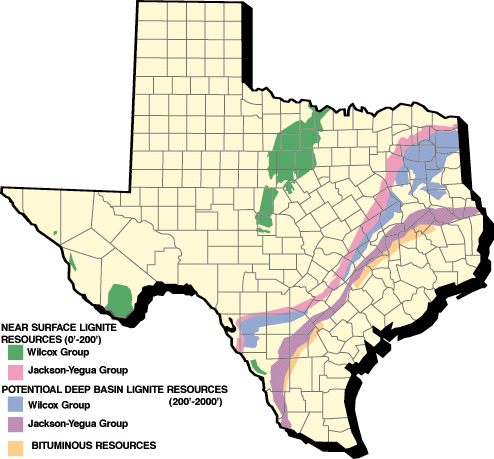 NEAR SURFACE LIGNITE
RESOURCES (0'-200')
Wilcox Group
Jackson-Yegua Group
POTENTIOAL DEEP BASIN LIGNITE RESOURCES
(200'-2000')
Wilcox Group
Jackson-Yegua Group
BITUMINOUS RESOURCES